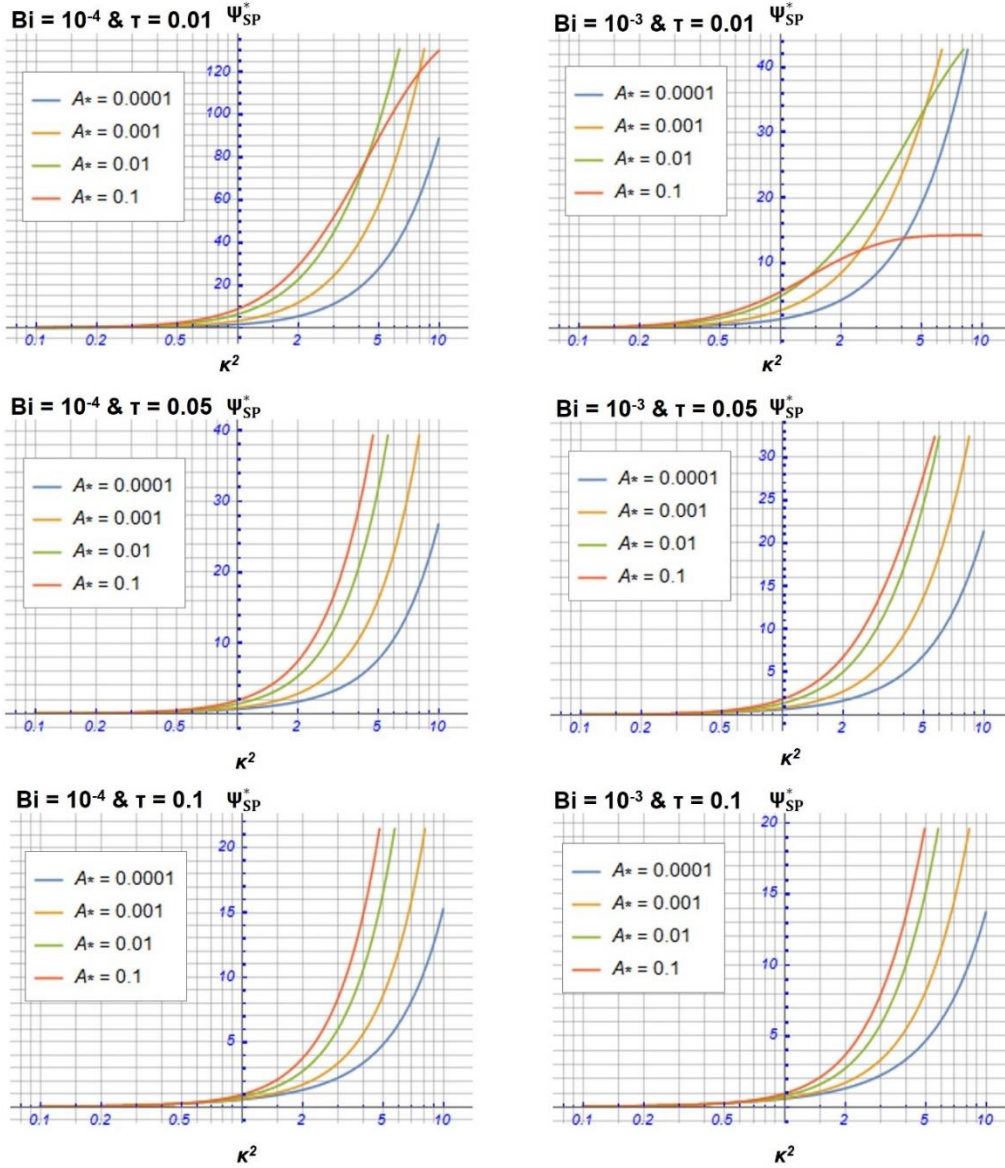 Bi = 10⁻⁴ & τ = 0.01 Ψ*SP
A* = 0.0001
A* = 0.001
A* = 0.01
A* = 0.1
120
100
80
60
40
20
0.1 0.2 0.5 1 2 5 10
κ²
Bi = 10⁻³ & τ = 0.01 Ψ*SP
A* = 0.0001
A* = 0.001
A* = 0.01
A* = 0.1
40
30
20
10
0.1 0.2 0.5 1 2 5 10
κ²
Bi = 10⁻⁴ & τ = 0.05 Ψ*SP
A* = 0.0001
A* = 0.001
A* = 0.01
A* = 0.1
40
30
20
10
0.1 0.2 0.5 1 2 5 10
κ²
Bi = 10⁻³ & τ = 0.05 Ψ*SP
A* = 0.0001
A* = 0.001
A* = 0.01
A* = 0.1
30
25
20
15
10
5
0.1 0.2 0.5 1 2 5 10
κ²
Bi = 10⁻⁴ & τ = 0.1 Ψ*SP
A* = 0.0001
A* = 0.001
A* = 0.01
A* = 0.1
20
15
10
5
0.1 0.2 0.5 1 2 5 10
κ²
Bi = 10⁻³ & τ = 0.1 Ψ*SP
A* = 0.0001
A* = 0.001
A* = 0.01
A* = 0.1
20
15
10
5
0.1 0.2 0.5 1 2 5 10
κ²